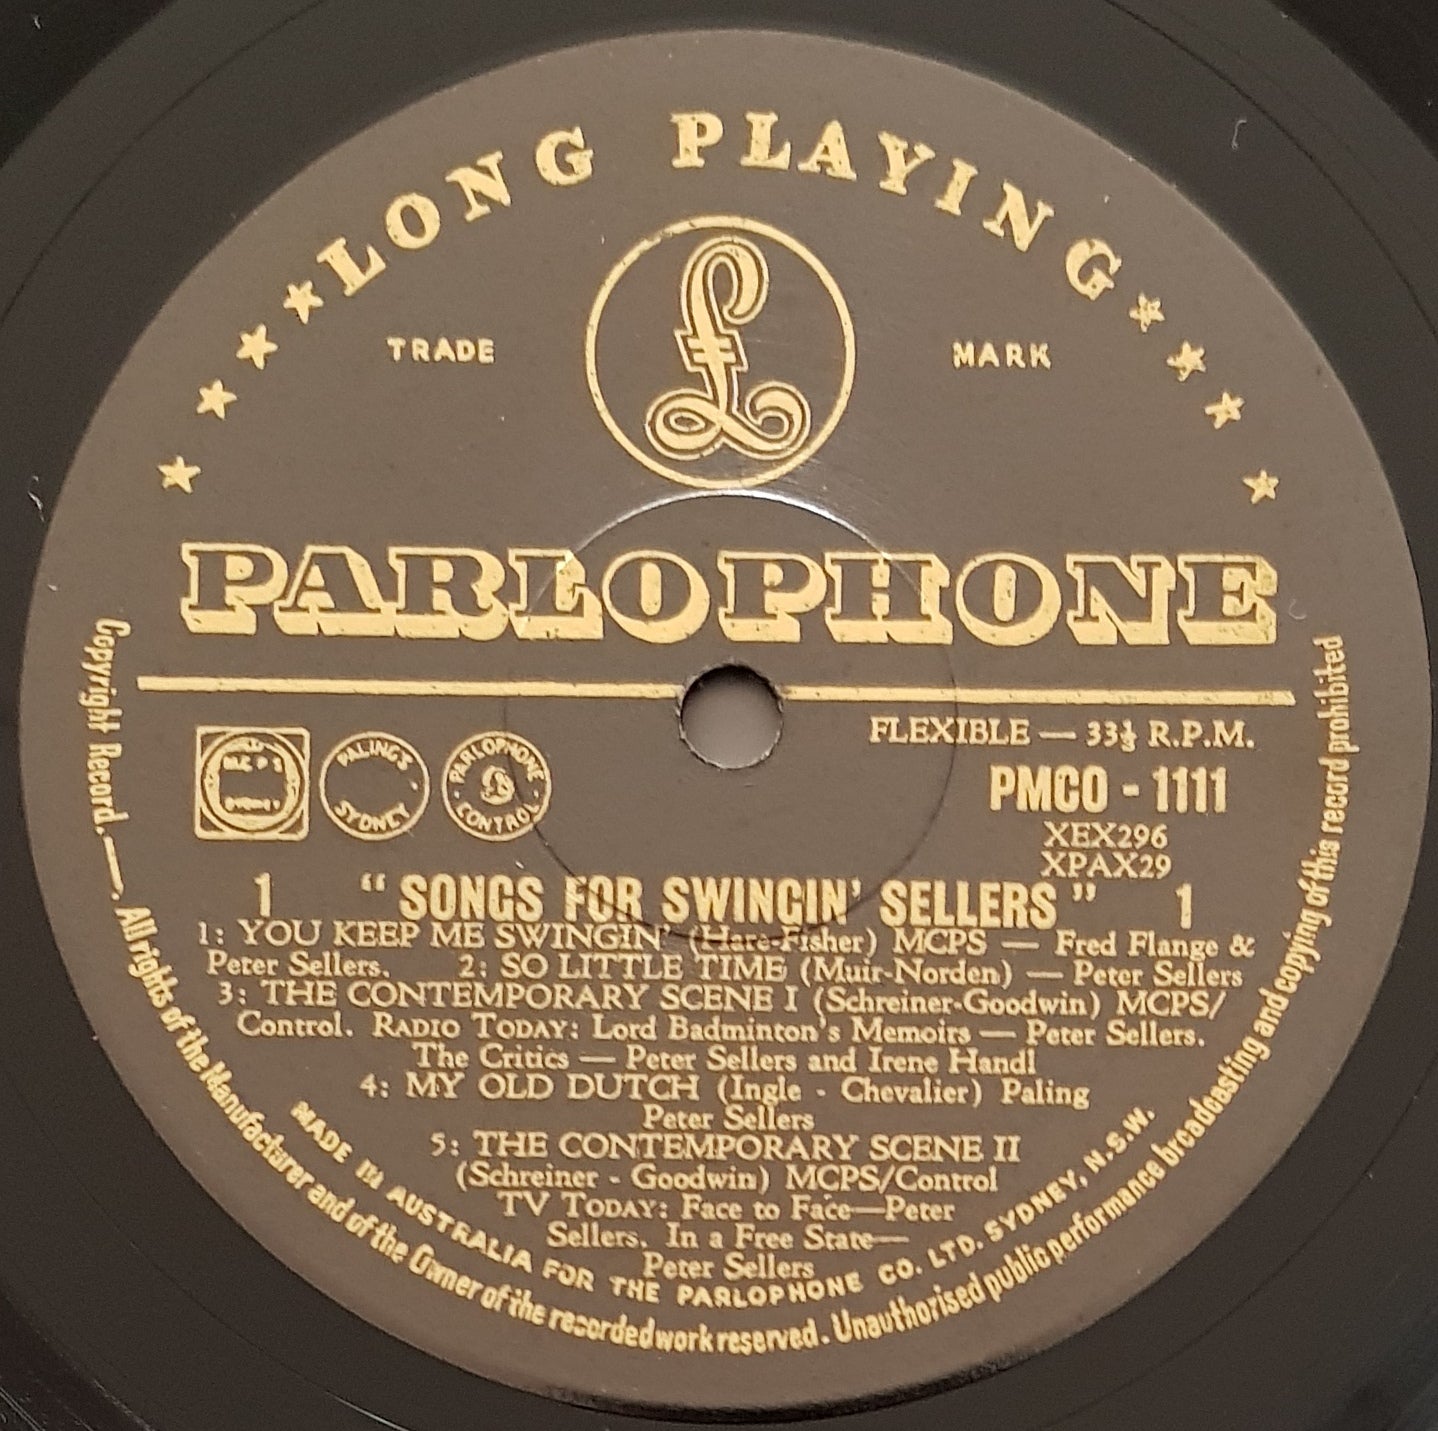 LONG PLAYING
TRADE MARK
£
PARLOPHONE
FLEXIBLE — 33⅓ R.P.M.
M.C.P.S
SYDNEY
PALING'S
SYDNEY
PARLOPHONE
£
CONTROL
PMCO - 1111
XEX296
XPAX29
1 “ SONGS FOR SWINGIN' SELLERS ” 1
1: YOU KEEP ME SWINGIN' (Hare-Fisher) MCPS — Fred Flange &
Peter Sellers. 2: SO LITTLE TIME (Muir-Norden) — Peter Sellers
3: THE CONTEMPORARY SCENE I (Schreiner-Goodwin) MCPS/
Control. RADIO TODAY: Lord Badminton's Memoirs — Peter Sellers.
The Critics — Peter Sellers and Irene Handl
4: MY OLD DUTCH (Ingle - Chevalier) Paling
Peter Sellers
5: THE CONTEMPORARY SCENE II
(Schreiner - Goodwin) MCPS/Control
TV TODAY: Face to Face—Peter
Sellers. In a Free State—
Peter Sellers
MADE IN AUSTRALIA FOR THE PARLOPHONE CO. LTD. SYDNEY, N.S.W.
Copyright Record. — All rights of the Manufacturer and of the Owner of the recorded work reserved. Unauthorised public performance broadcasting and copying of this record prohibited